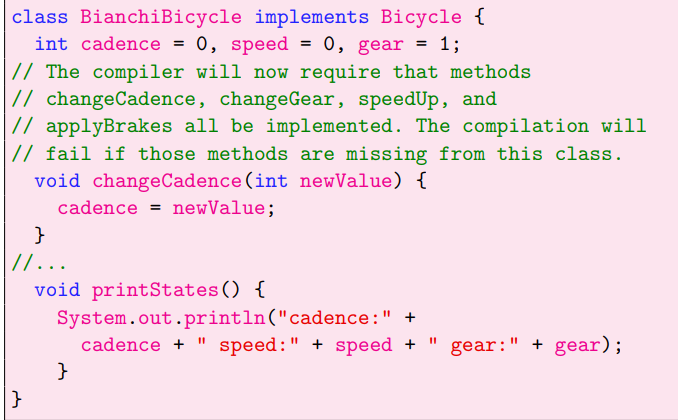 class BianchiBicycle implements Bicycle {
  int cadence = 0, speed = 0, gear = 1;
// The compiler will now require that methods
// changeCadence, changeGear, speedUp, and
// applyBrakes all be implemented. The compilation will
// fail if those methods are missing from this class.
  void changeCadence(int newValue) {
    cadence = newValue;
  }
//...
  void printStates() {
    System.out.println("cadence:" +
      cadence + " speed:" + speed + " gear:" + gear);
    }
}